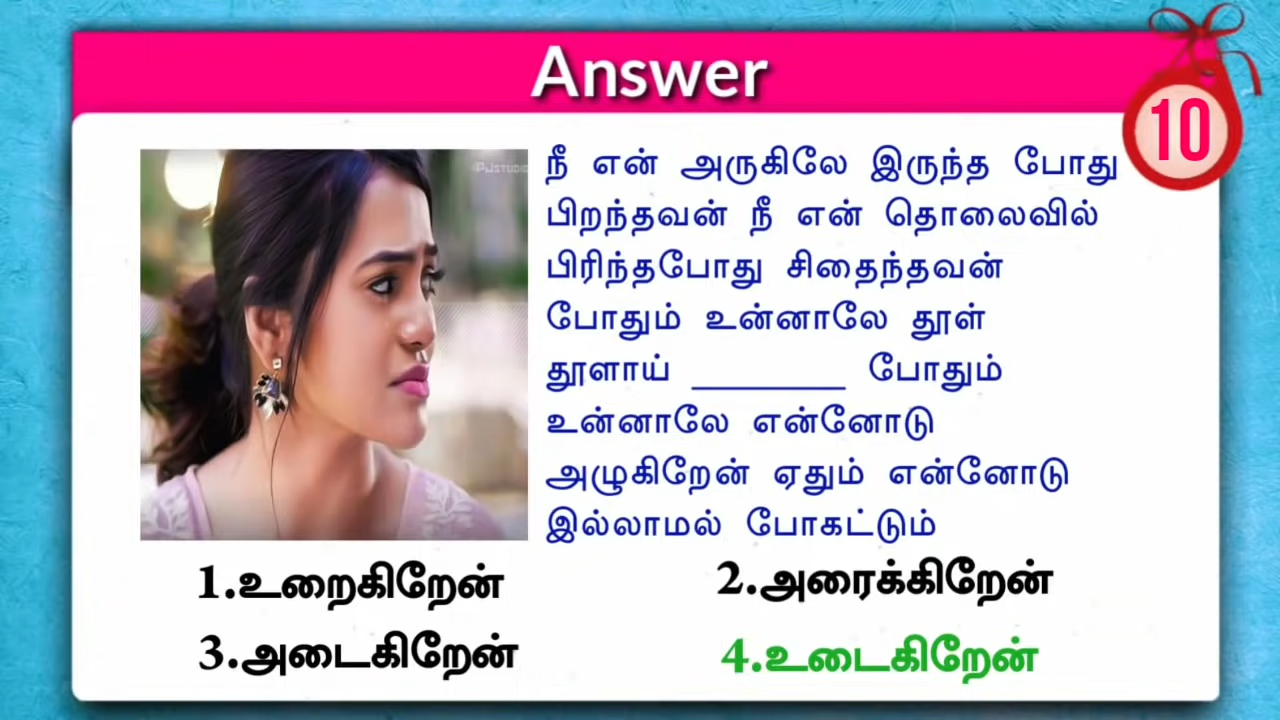 Answer
10
PJSTUDIO
நீ என் அருகிலே இருந்த போது
பிறந்தவன் நீ என் தொலைவில்
பிரிந்தபோது சிதைந்தவன்
போதும் உன்னாலே தூள்
தூளாய் ________ போதும்
உன்னாலே என்னோடு
அழுகிறேன் ஏதும் என்னோடு
இல்லாமல் போகட்டும்
1.உறைகிறேன்
2.அரைக்கிறேன்
3.அடைகிறேன்
4.உடைகிறேன்